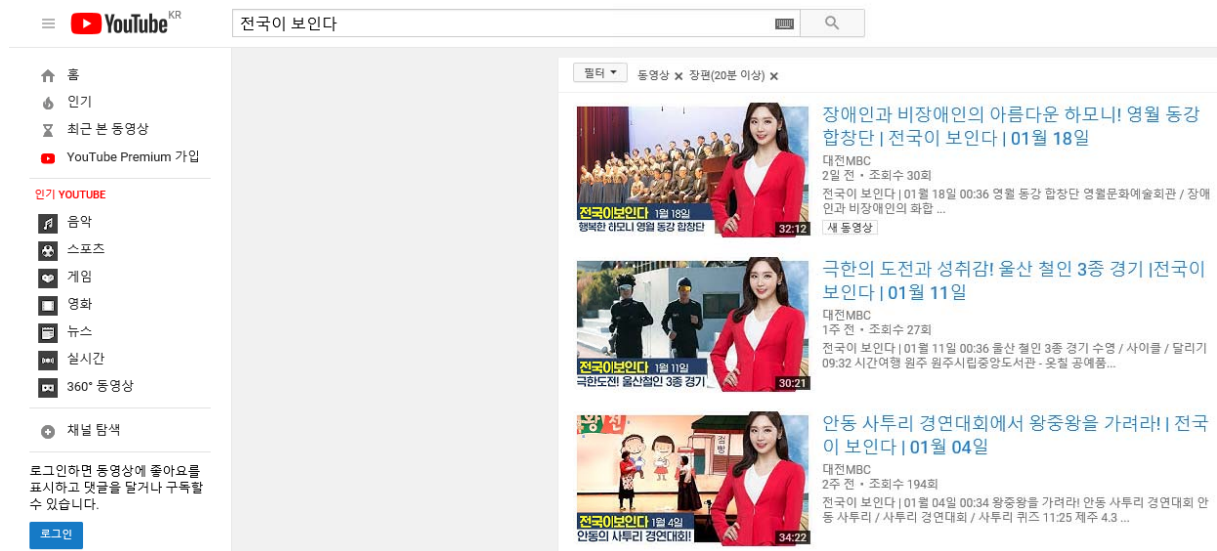 YouTube KR
전국이 보인다
홈
인기
최근 본 동영상
YouTube Premium 가입
인기 YOUTUBE
음악
스포츠
게임
영화
뉴스
실시간
360° 동영상
채널 탐색
로그인하면 동영상에 좋아요를
표시하고 댓글을 달거나 구독할
수 있습니다.
로그인
필터
동영상 × 장편(20분 이상) ×
전국이보인다 1월 18일
행복한 하모니 영월 동강 합창단
32:12
장애인과 비장애인의 아름다운 하모니! 영월 동강
합창단 | 전국이 보인다 | 01월 18일
대전MBC
2일 전 • 조회수 30회
전국이 보인다 | 01월 18일 00:36 영월 동강 합창단 영월문화예술회관 / 장애
인과 비장애인의 화합 ...
새 동영상
전국이보인다 1월 11일
극한도전! 울산철인 3종 경기
30:21
극한의 도전과 성취감! 울산 철인 3종 경기 |전국이
보인다 | 01월 11일
대전MBC
1주 전 • 조회수 27회
전국이 보인다 | 01월 11일 00:36 울산 철인 3종 경기 수영 / 사이클 / 달리기
09:32 시간여행 원주 원주시립중앙도서관 - 옷칠 공예품...
왕전
전국이보인다 1월 4일
안동의 사투리 경연대회!
34:22
안동 사투리 경연대회에서 왕중왕을 가려라! | 전국
이 보인다 | 01월 04일
대전MBC
2주 전 • 조회수 194회
전국이 보인다 | 01월 04일 00:34 왕중왕을 가려라! 안동 사투리 경연대회 안
동 사투리 / 사투리 경연대회 / 사투리 퀴즈 11:25 제주 4.3 ...